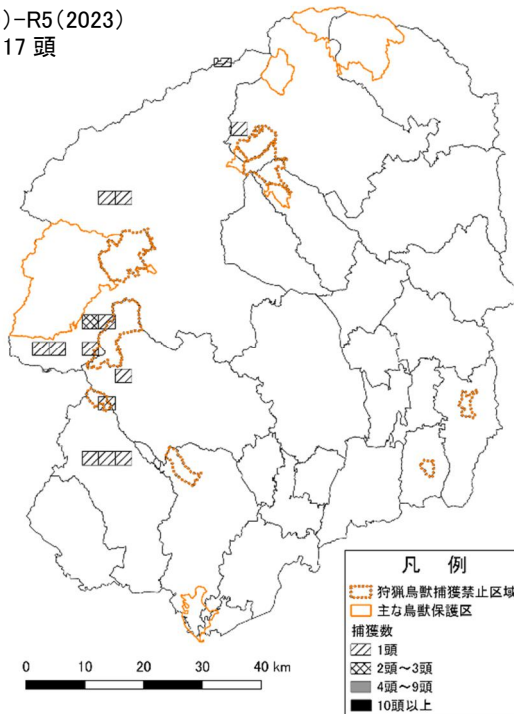 )-R5(2023)
17 頭
凡 例
狩猟鳥獣捕獲禁止区域
主な鳥獣保護区
捕獲数
1頭
2頭～3頭
4頭～9頭
10頭以上
0 10 20 30 40 km